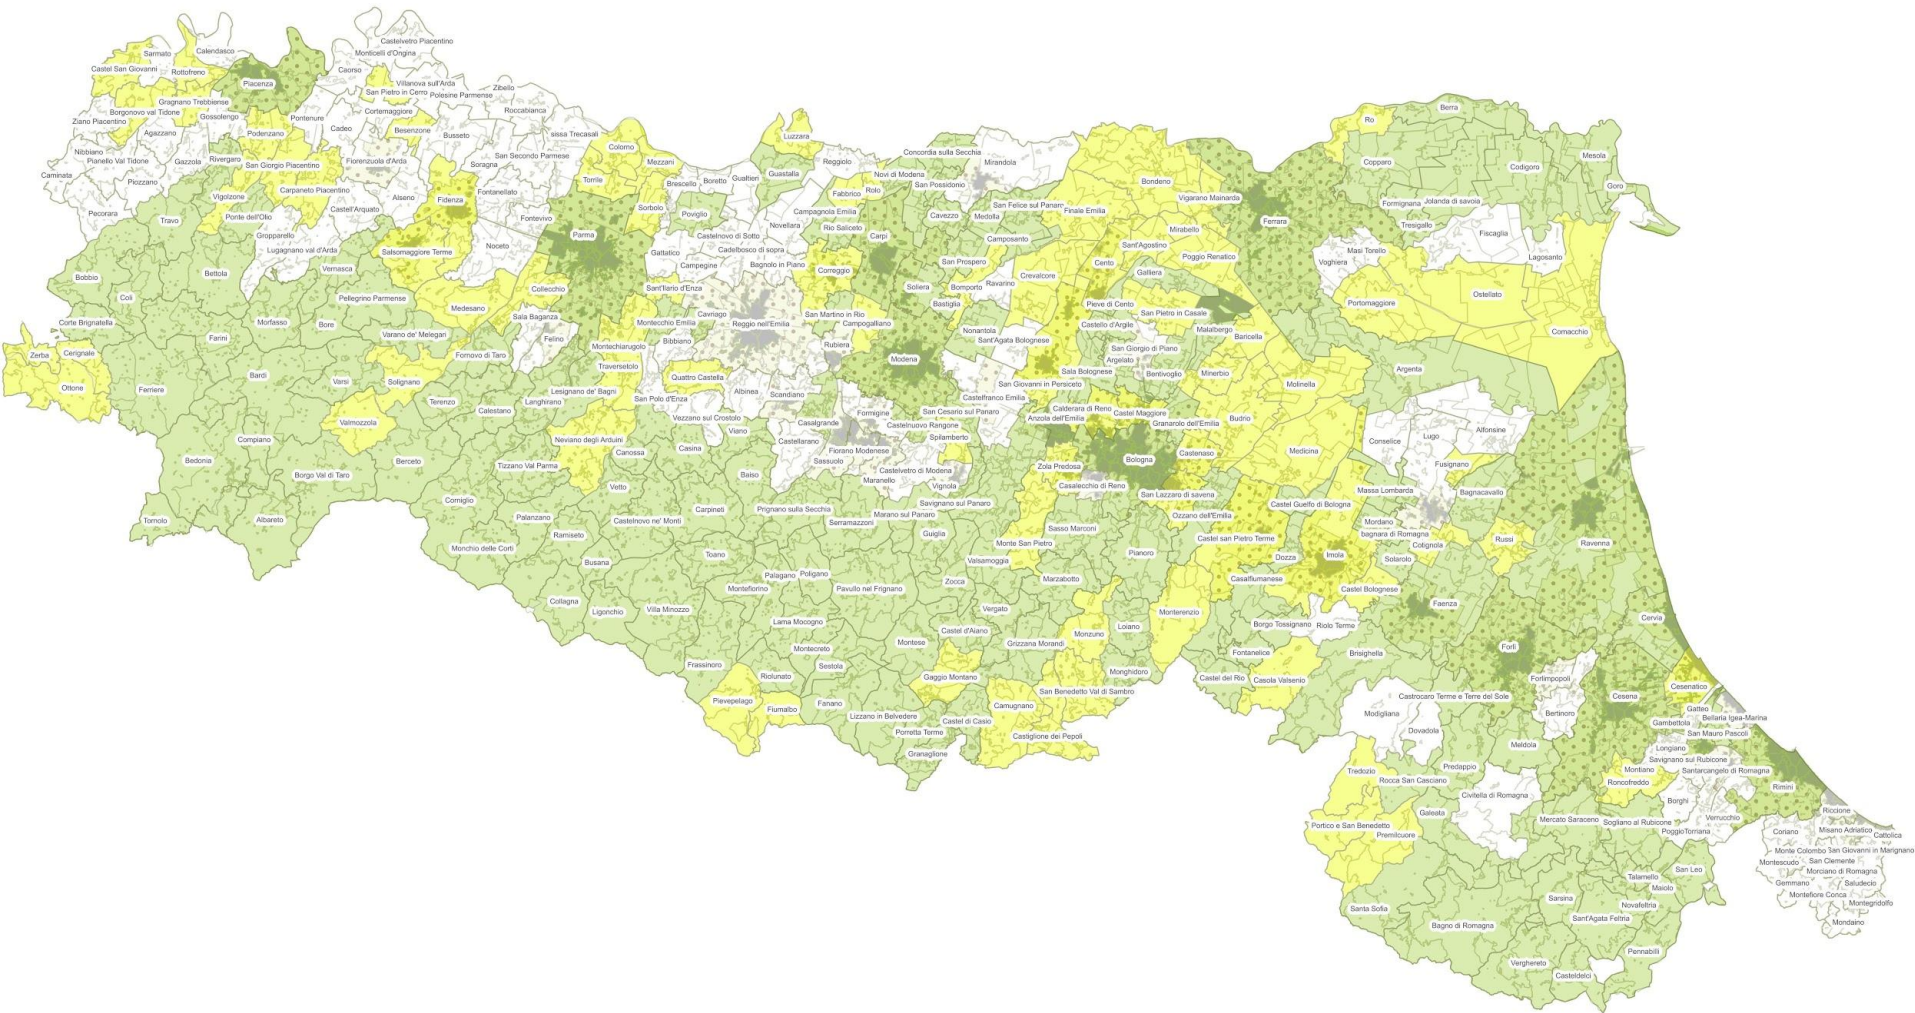 Castelvetro Piacentino
Monticelli d'Ongina
Sarmato
Calendasco
Castel San Giovanni
Rottofreno
Caorso
Piacenza
Villanova sull'Arda
San Pietro in Cerro
Polesine Parmense
Zibello
Gragnano Trebbiense
Borgonovo val Tidone
Gossolengo
Pontenure
Cortemaggiore
Roccabianca
Ziano Piacentino
Agazzano
Podenzano
Cadeo
Besenzone
Busseto
sissa Trecasali
Nibbiano
Pianello Val Tidone
Gazzola
Rivergaro
San Giorgio Piacentino
Fiorenzuola d'Arda
San Secondo Parmese
Soragna
Colorno
Mezzani
Caminata
Piozzano
Vigolzone
Carpaneto Piacentino
Alseno
Fidenza
Fontanellato
Torrile
Pecorara
Travo
Ponte dell'Olio
Castell'Arquato
Fontevivo
Sorbolo
Gropparello
Lugagnano val d'Arda
Salsomaggiore Terme
Noceto
Parma
Vernasca
Bobbio
Bettola
Coli
Pellegrino Parmense
Medesano
Collecchio
Corte Brignatella
Morfasso
Bore
Sala Baganza
Farini
Varano de' Melegari
Felino
Zerba
Cerignale
Fornovo di Taro
Ottone
Ferriere
Bardi
Varsi
Solignano
Lesignano de' Bagni
Langhirano
Terenzo
Calestano
Valmozzola
Compiano
Neviano degli Arduini
Bedonia
Borgo Val di Taro
Berceto
Tizzano Val Parma
Tornolo
Albareto
Corniglio
Palanzano
Monchio delle Corti
Ramiseto
Luzzara
Reggiolo
Brescello
Boretto
Gualtieri
Guastalla
Poviglio
Fabbrico
Rolo
Novi di Modena
Concordia sulla Secchia
Mirandola
San Possidonio
Campagnola Emilia
Rio Saliceto
Novellara
Castelnovo di Sotto
Cadelbosco di sopra
Bagnolo in Piano
Gattatico
Campegine
Correggio
Carpi
Cavezzo
Medolla
San Felice sul Panaro
Finale Emilia
Camposanto
San Prospero
Sant'Ilario d'Enza
Cavriago
Reggio nell'Emilia
San Martino in Rio
Campogalliano
Soliera
Bastiglia
Bomporto
Ravarino
Crevalcore
Montecchio Emilia
Bibbiano
Rubiera
Nonantola
Sant'Agata Bolognese
Montechiarugolo
Traversetolo
Quattro Castella
Albinea
Scandiano
Modena
San Giovanni in Persiceto
San Polo d'Enza
Vezzano sul Crostolo
Viano
Casalgrande
Formigine
San Cesario sul Panaro
Castelfranco Emilia
Castelnuovo Rangone
Spilamberto
Canossa
Casina
Castellarano
Fiorano Modenese
Sassuolo
Castelvetro di Modena
Maranello
Vignola
Vetto
Baiso
Savignano sul Panaro
Castelnovo ne' Monti
Carpineti
Prignano sulla Secchia
Serramazzoni
Marano sul Panaro
Guiglia
Busana
Toano
Palagano
Poligano
Montefiorino
Pavullo nel Frignano
Zocca
Collagna
Ligonchio
Villa Minozzo
Lama Mocogno
Montecreto
Montese
Frassinoro
Riolunato
Sestola
Pievepelago
Fiumalbo
Fanano
Bondeno
Vigarano Mainarda
Mirabello
Sant'Agostino
Poggio Renatico
Cento
Galliera
Pieve di Cento
San Pietro in Casale
Castello d'Argile
Malalbergo
Baricella
San Giorgio di Piano
Argelato
Sala Bolognese
Bentivoglio
Minerbio
Molinella
Calderara di Reno
Anzola dell'Emilia
Castel Maggiore
Granarolo dell'Emilia
Budrio
Bologna
Castenaso
Medicina
Zola Predosa
Casalecchio di Reno
San Lazzaro di savena
Ozzano dell'Emilia
Castel Guelfo di Bologna
Monte San Pietro
Sasso Marconi
Pianoro
Castel san Pietro Terme
Valsamoggia
Marzabotto
Dozza
Imola
Casalfiumanese
Vergato
Monterenzio
Castel d'Aiano
Grizzana Morandi
Monzuno
Loiano
Borgo Tossignano
Fontanelice
Gaggio Montano
Monghidoro
Castel del Rio
San Benedetto Val di Sambro
Camugnano
Lizzano in Belvedere
Castel di Casio
Porretta Terme
Castiglione dei Pepoli
Granaglione
Ro
Berra
Copparo
Codigoro
Mesola
Goro
Ferrara
Formignana
Jolanda di savoia
Tresigallo
Fiscaglia
Masi Torello
Voghiera
Lagosanto
Portomaggiore
Ostellato
Comacchio
Argenta
Conselice
Lugo
Alfonsine
Fusignano
Massa Lombarda
Bagnacavallo
Mordano
bagnara di Romagna
Cotignola
Russi
Ravenna
Solarolo
Castel Bolognese
Faenza
Riolo Terme
Cervia
Brisighella
Casola Valsenio
Forlì
Forlimpopoli
Castrocaro Terme e Terre del Sole
Cesena
Cesenatico
Modigliana
Bertinoro
Gatteo
Gambettola
Bellaria Igea-Marina
Dovadola
San Mauro Pascoli
Meldola
Longiano
Savignano sul Rubicone
Tredozio
Predappio
Rocca San Casciano
Montiano
Roncofreddo
Santarcangelo di Romagna
Rimini
Civitella di Romagna
Borghi
Riccione
Galeata
Mercato Saraceno
Sogliano al Rubicone
Verrucchio
Portico e San Benedetto
Premilcuore
PoggioTorriana
Coriano
Misano Adriatico
Cattolica
Monte Colombo
San Giovanni in Marignano
Montescudo
San Clemente
San Leo
Morciano di Romagna
Talamello
Maiolo
Gemmano
Saludecio
Montefiore Conca
Montegridolfo
Santa Sofia
Sarsina
Novafeltria
Sant'Agata Feltria
Mondaino
Bagno di Romagna
Pennabilli
Verghereto
Casteldelci